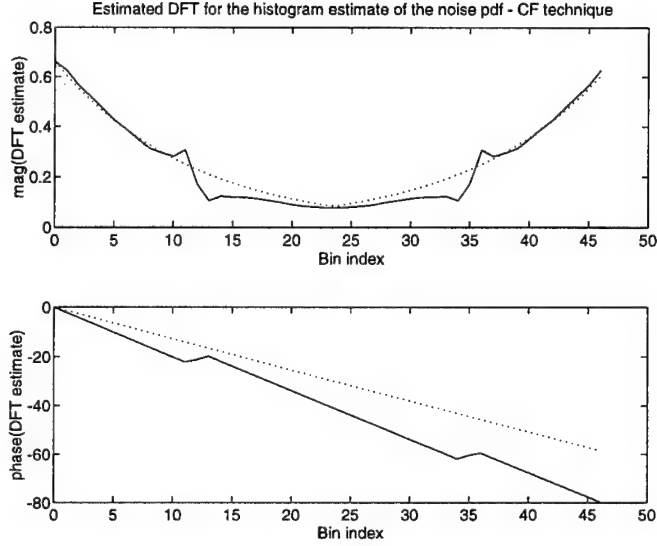 Estimated DFT for the histogram estimate of the noise pdf - CF technique
0.8
0.6
0.4
0.2
0
mag(DFT estimate)
0 5 10 15 20 25 30 35 40 45 50
Bin index
0
-20
-40
-60
-80
phase(DFT estimate)
0 5 10 15 20 25 30 35 40 45 50
Bin index